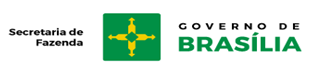 Secretaria de
Fazenda
GOVERNO DE
BRASÍLIA